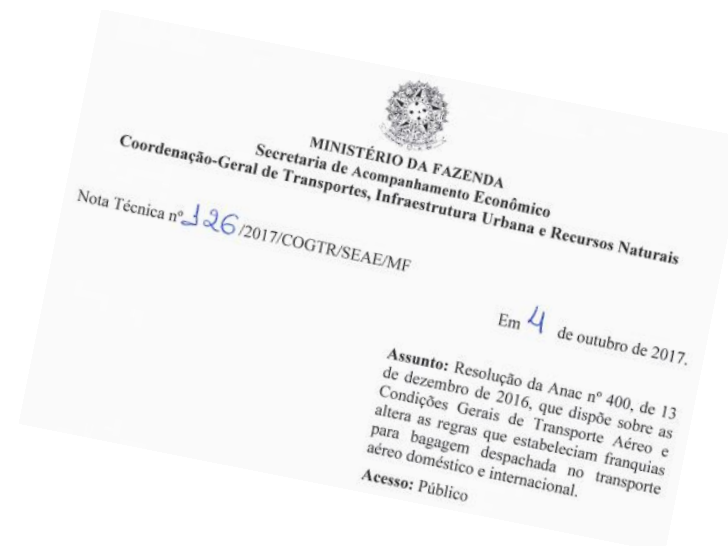 MINISTÉRIO DA FAZENDA
Secretaria de Acompanhamento Econômico
Coordenação-Geral de Transportes, Infraestrutura Urbana e Recursos Naturais
Nota Técnica nº 126/2017/COGTR/SEAE/MF
Em 4 de outubro de 2017.
Assunto: Resolução da Anac nº 400, de 13
de dezembro de 2016, que dispõe sobre as
Condições Gerais de Transporte Aéreo e
altera as regras que estabeleciam franquias
para bagagem despachada no transporte
aéreo doméstico e internacional.
Acesso: Público